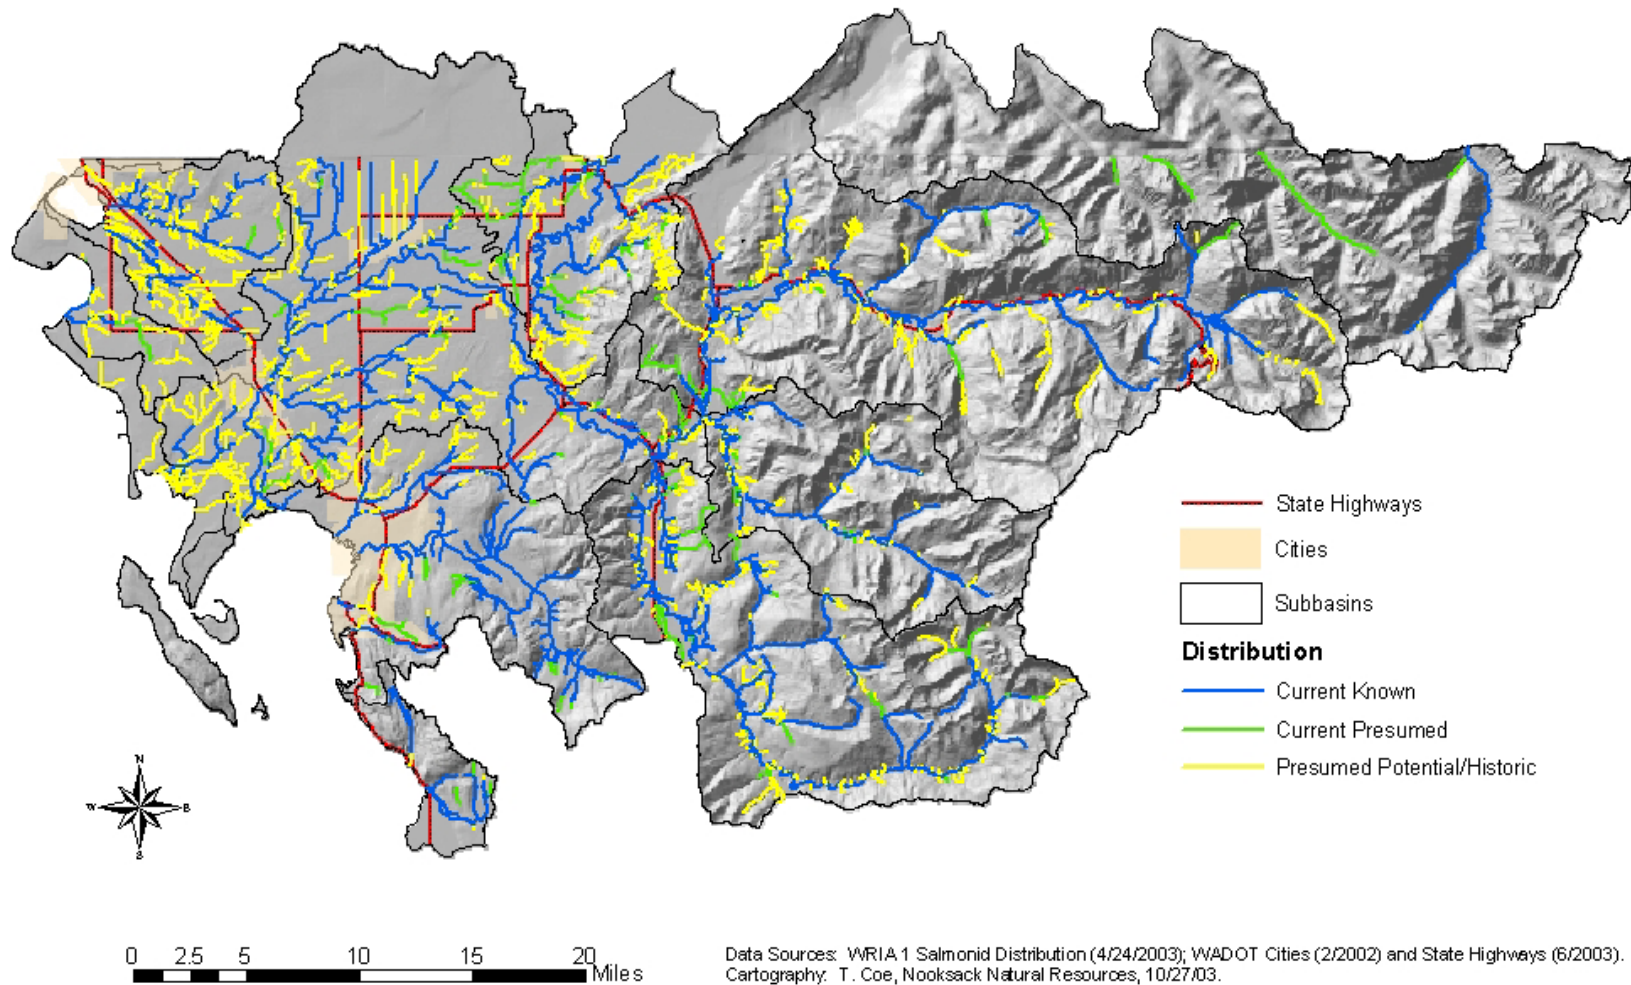 State Highways
Cities
Subbasins
Distribution
Current Known
Current Presumed
Presumed Potential/Historic
N
W E
S
0 2.5 5 10 15 20
Miles
Data Sources: WRIA 1 Salmonid Distribution (4/24/2003); WADOT Cities (2/2002) and State Highways (6/2003).
Cartography: T. Coe, Nooksack Natural Resources, 10/27/03.